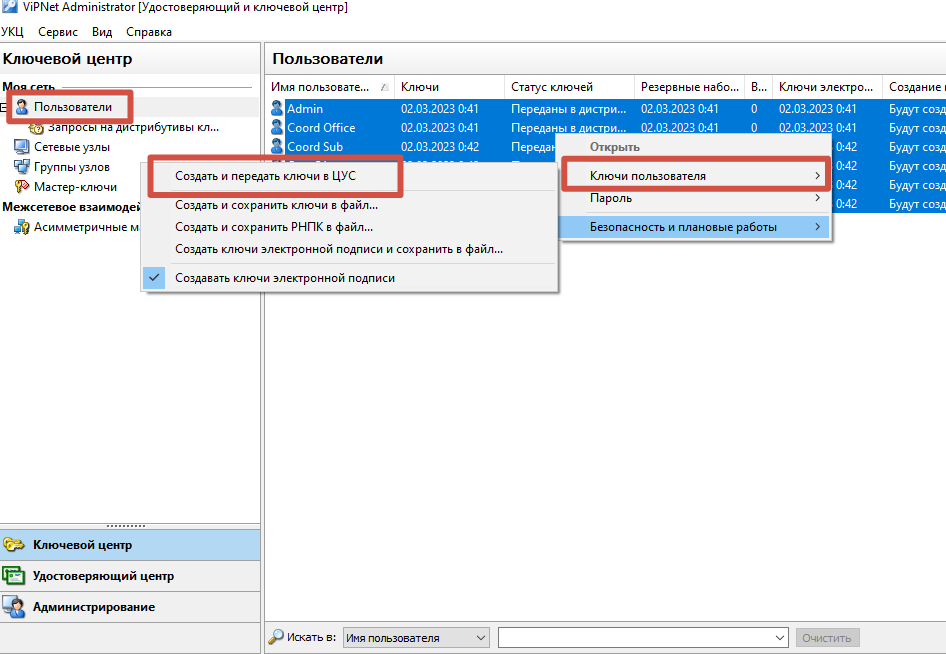 ViPNet Administrator [Удостоверяющий и ключевой центр]
УКЦ Сервис Вид Справка
Ключевой центр
Моя сеть
Пользователи
Запросы на дистрибутивы кл...
Сетевые узлы
Группы узлов
Мастер-ключи
Межсетевое взаимодей
Асимметричные м
Ключевой центр
Удостоверяющий центр
Администрирование
Пользователи
Имя пользовате... Ключи Статус ключей Резервные набо... В... Ключи электро... Создание
Admin 02.03.2023 0:41 Переданы в дистри... 02.03.2023 0:41 0 02.03.2023 0:41 Будут созд
Coord Office 02.03.2023 0:41 Переданы в дистри... 02.03.2023 0:41 0 02.03.2023 0:41 Будут созд
Coord Sub 02.03.2023 0:42 Передан 0:42 Будут созд
0:42 Будут созд
0:42 Будут созд
0:42 Будут созд
Открыть
Ключи пользователя
Пароль
Безопасность и плановые работы
Создать и передать ключи в ЦУС
Создать и сохранить ключи в файл...
Создать и сохранить РНПК в файл...
Создать ключи электронной подписи и сохранить в файл...
Создавать ключи электронной подписи
Искать в: Имя пользователя Очистить